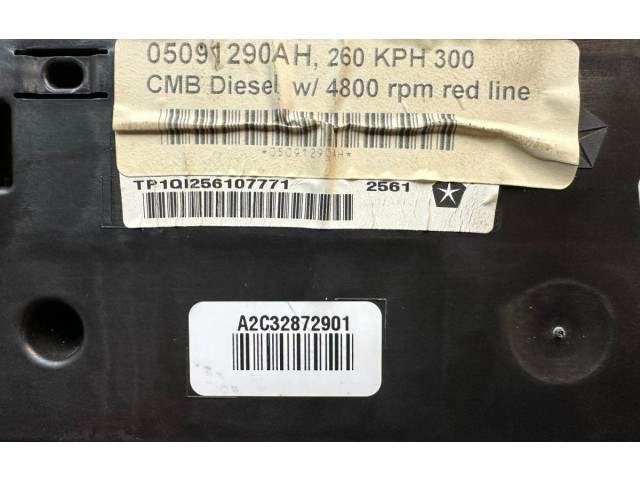 05091290AH, 260 KPH 300
CMB Diesel w/ 4800 rpm red line
*05091290AH*
TP1QI256107771 2561
A2C32872901